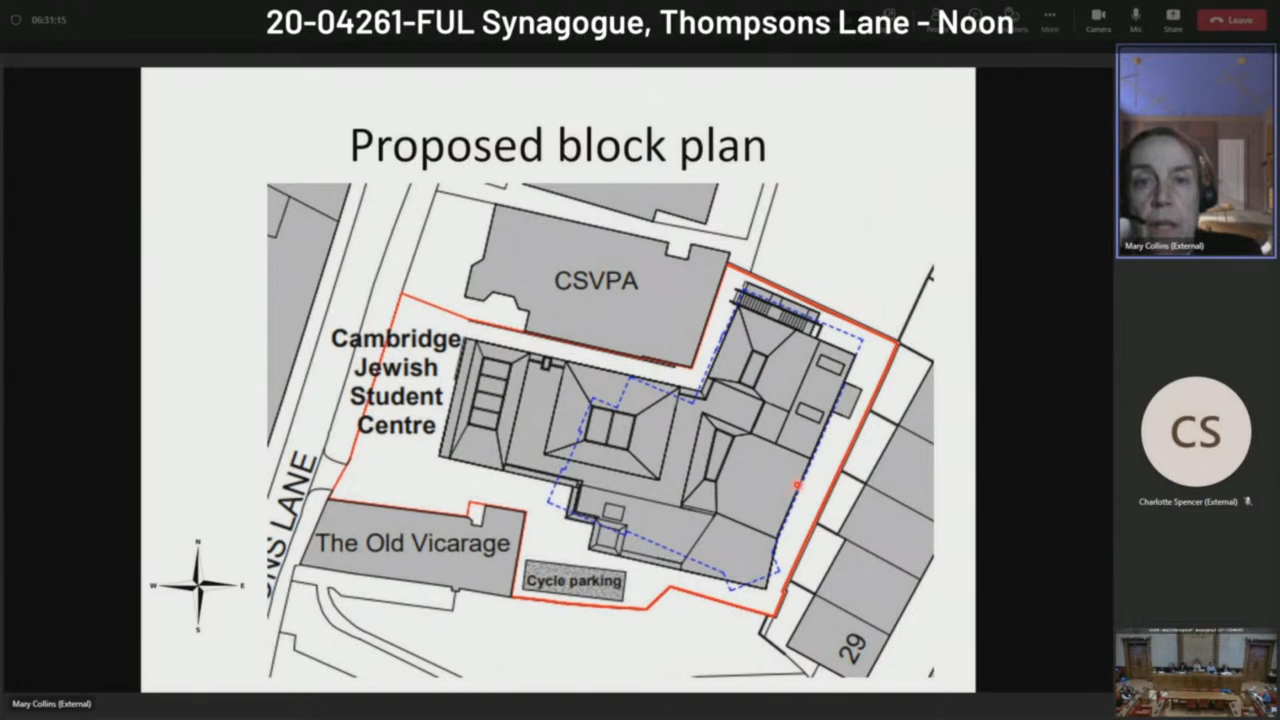 06:31:15
20-04261-FUL Synagogue, Thompsons Lane - Noon
More
Camera
Mic
Share
Leave
Proposed block plan
CSVPA
Cambridge
Jewish
Student
Centre
The Old Vicarage
Cycle parking
29
NS LANE
N
W
E
S
Mary Collins (External)
CS
Charlotte Spencer (External)
Mary Collins (External)